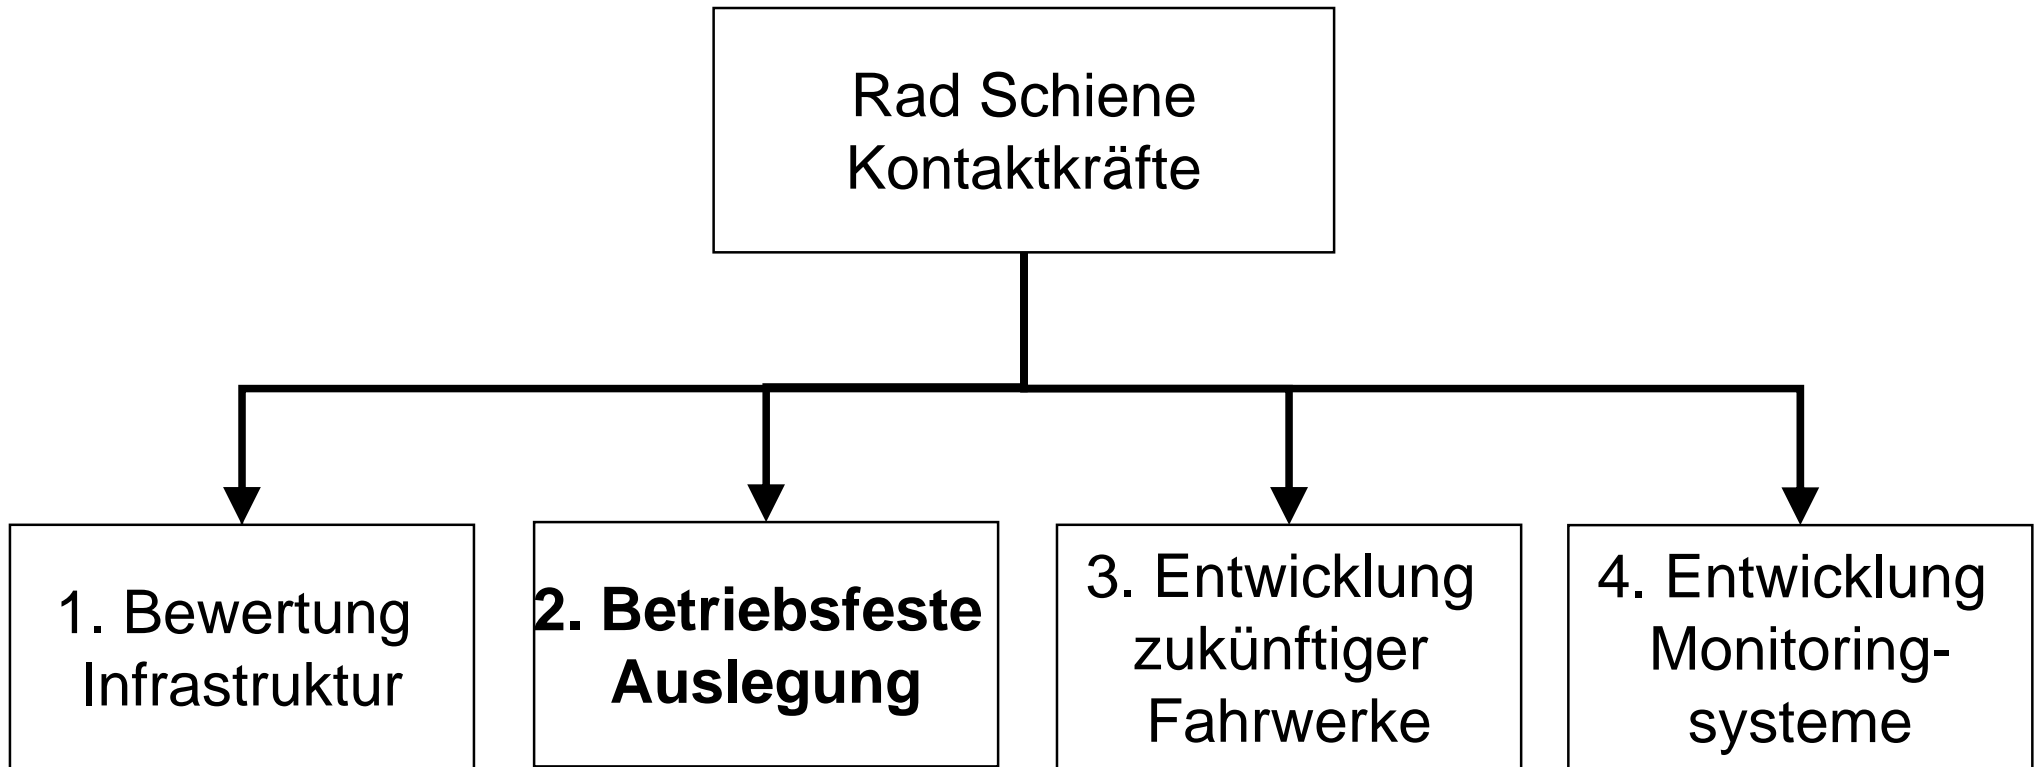 Rad Schiene
Kontaktkräfte
1. Bewertung
Infrastruktur
2. Betriebsfeste
Auslegung
3. Entwicklung
zukünftiger
Fahrwerke
4. Entwicklung
Monitoring-
systeme